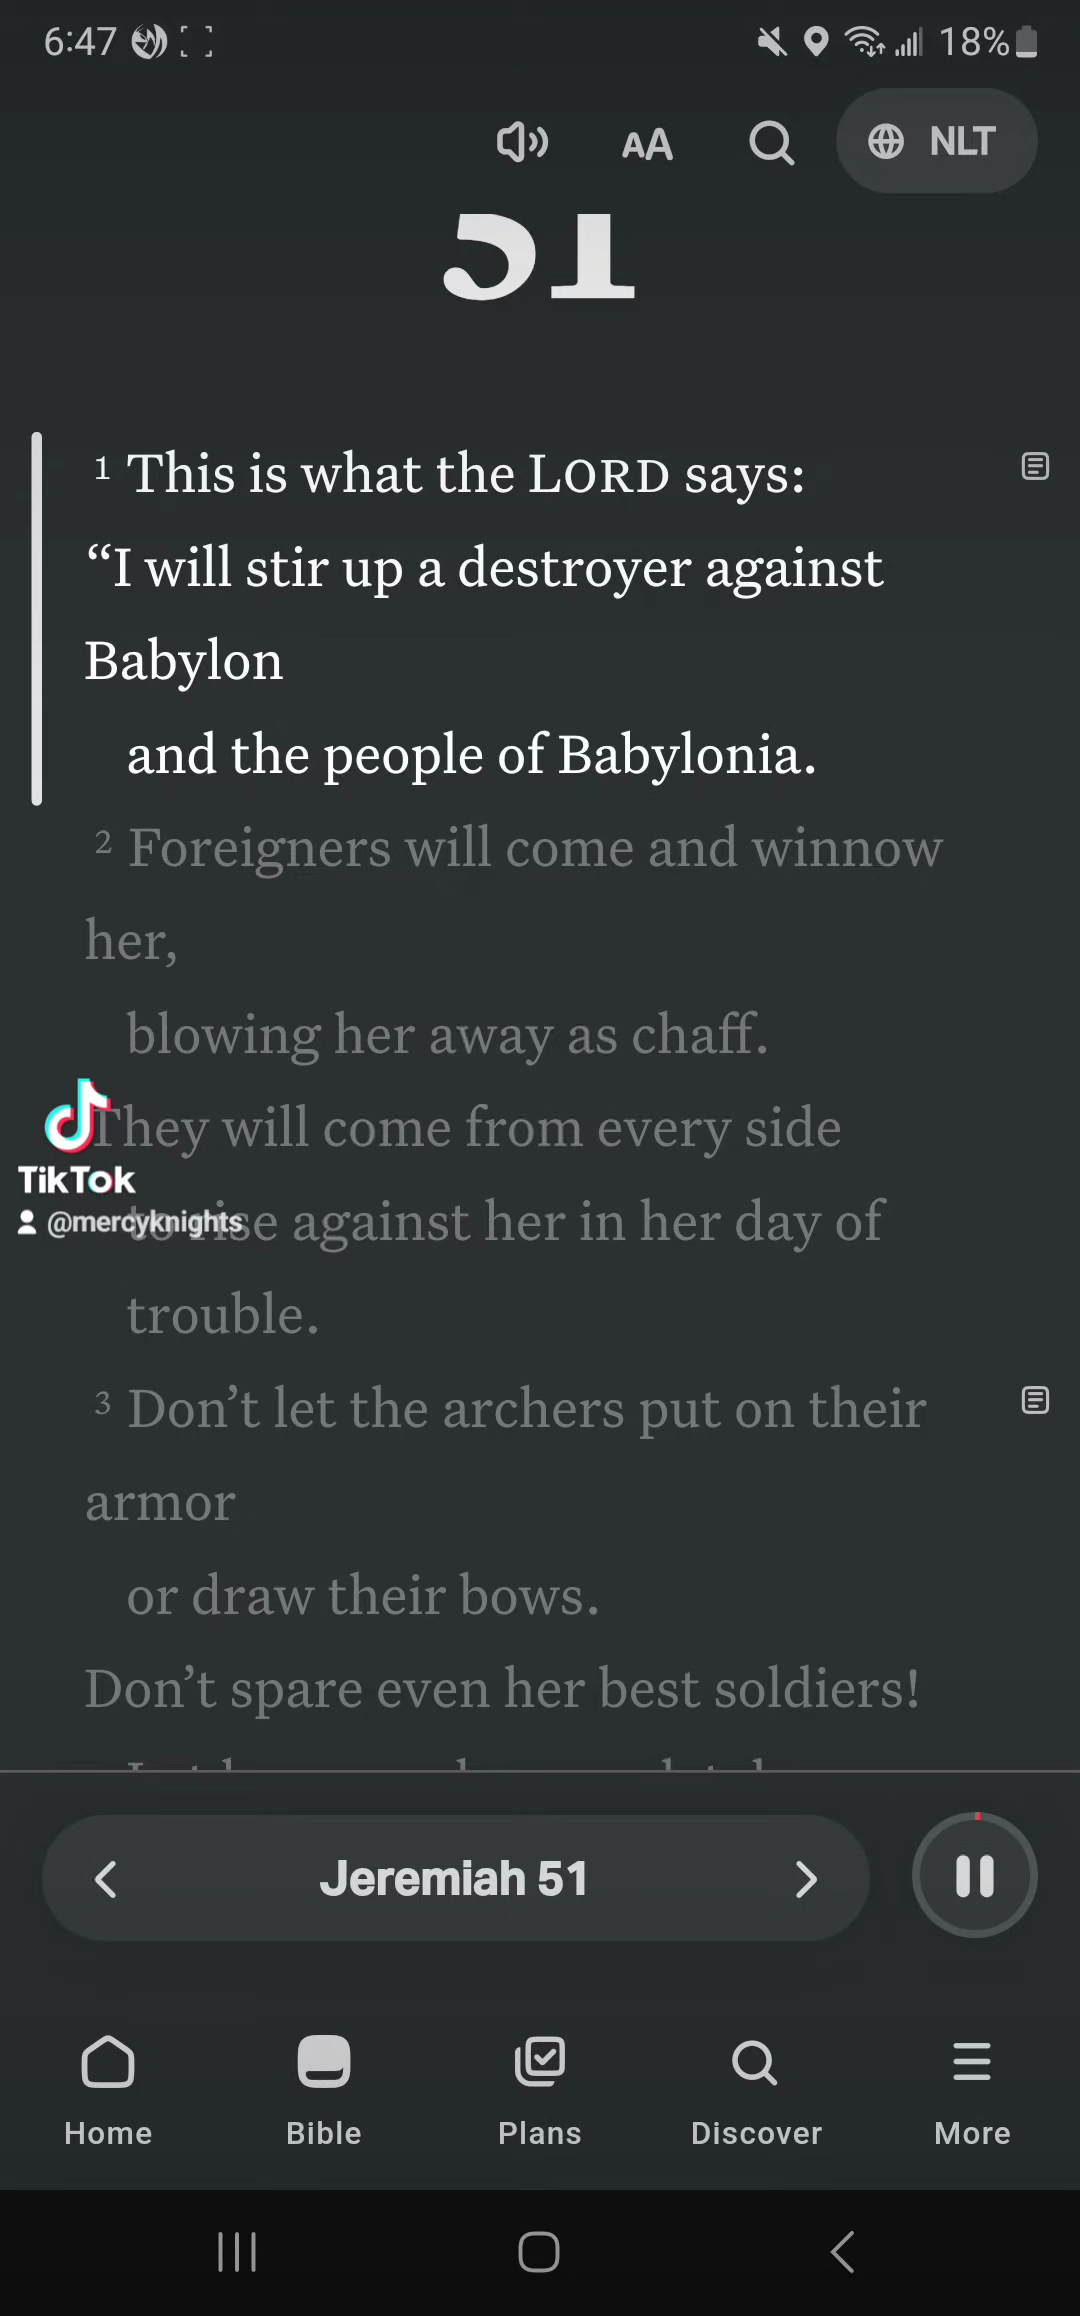 6:47
18%
AA
NLT
51
1 This is what the LORD says:
“I will stir up a destroyer against
Babylon
and the people of Babylonia.
2 Foreigners will come and winnow
her,
blowing her away as chaff.
They will come from every side
TikTok
to rise against her in her day of
@mercyknights
trouble.
3 Don’t let the archers put on their
armor
or draw their bows.
Don’t spare even her best soldiers!
Jeremiah 51
Home
Bible
Plans
Discover
More